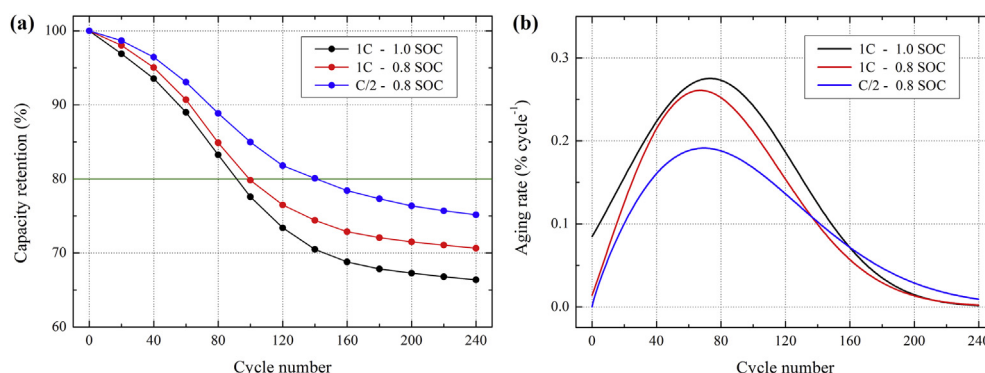 (a)
100
90
80
70
60
Capacity retention (%)
1C - 1.0 SOC
1C - 0.8 SOC
C/2 - 0.8 SOC
0 40 80 120 160 200 240
Cycle number
(b)
0.3
0.2
0.1
0.0
Aging rate (% cycle⁻¹)
1C - 1.0 SOC
1C - 0.8 SOC
C/2 - 0.8 SOC
0 40 80 120 160 200 240
Cycle number